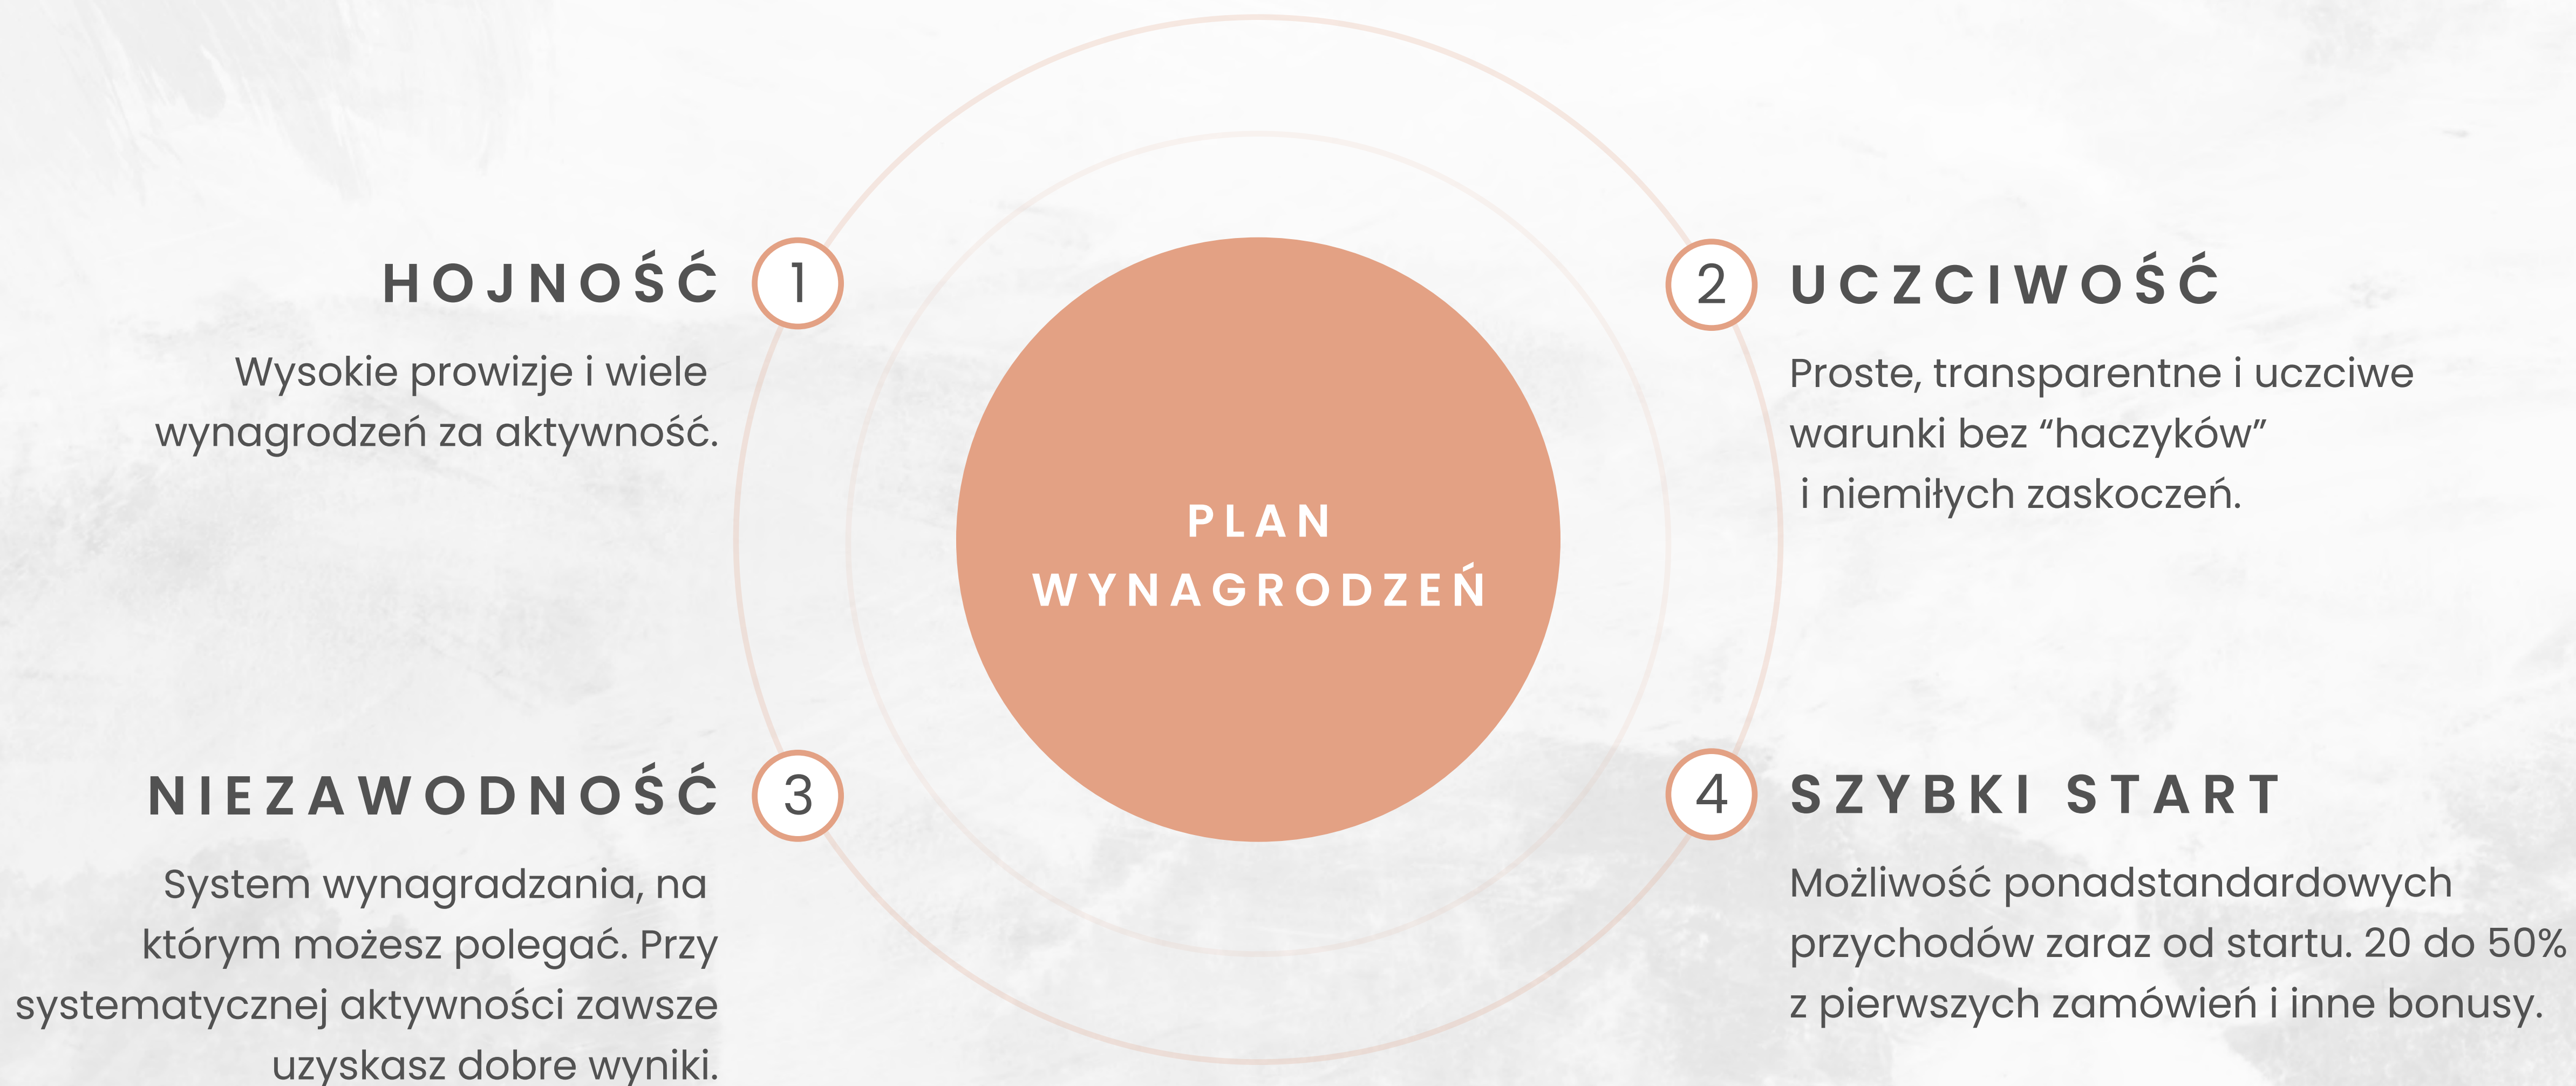 HOJNOŚĆ
1
Wysokie prowizje i wiele
wynagrodzeń za aktywność.
2
UCZCIWOŚĆ
Proste, transparentne i uczciwe
warunki bez “haczyków”
i niemiłych zaskoczeń.
PLAN
WYNAGRODZEŃ
NIEZAWODNOŚĆ
3
System wynagradzania, na
którym możesz polegać. Przy
systematycznej aktywności zawsze
uzyskasz dobre wyniki.
4
SZYBKI START
Możliwość ponadstandardowych
przychodów zaraz od startu. 20 do 50%
z pierwszych zamówień i inne bonusy.